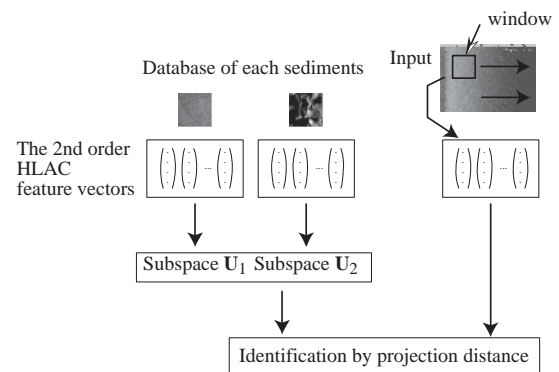 window
Input
Database of each sediments
The 2nd order
HLAC
feature vectors
...
...
...
Subspace U1 Subspace U2
Identification by projection distance